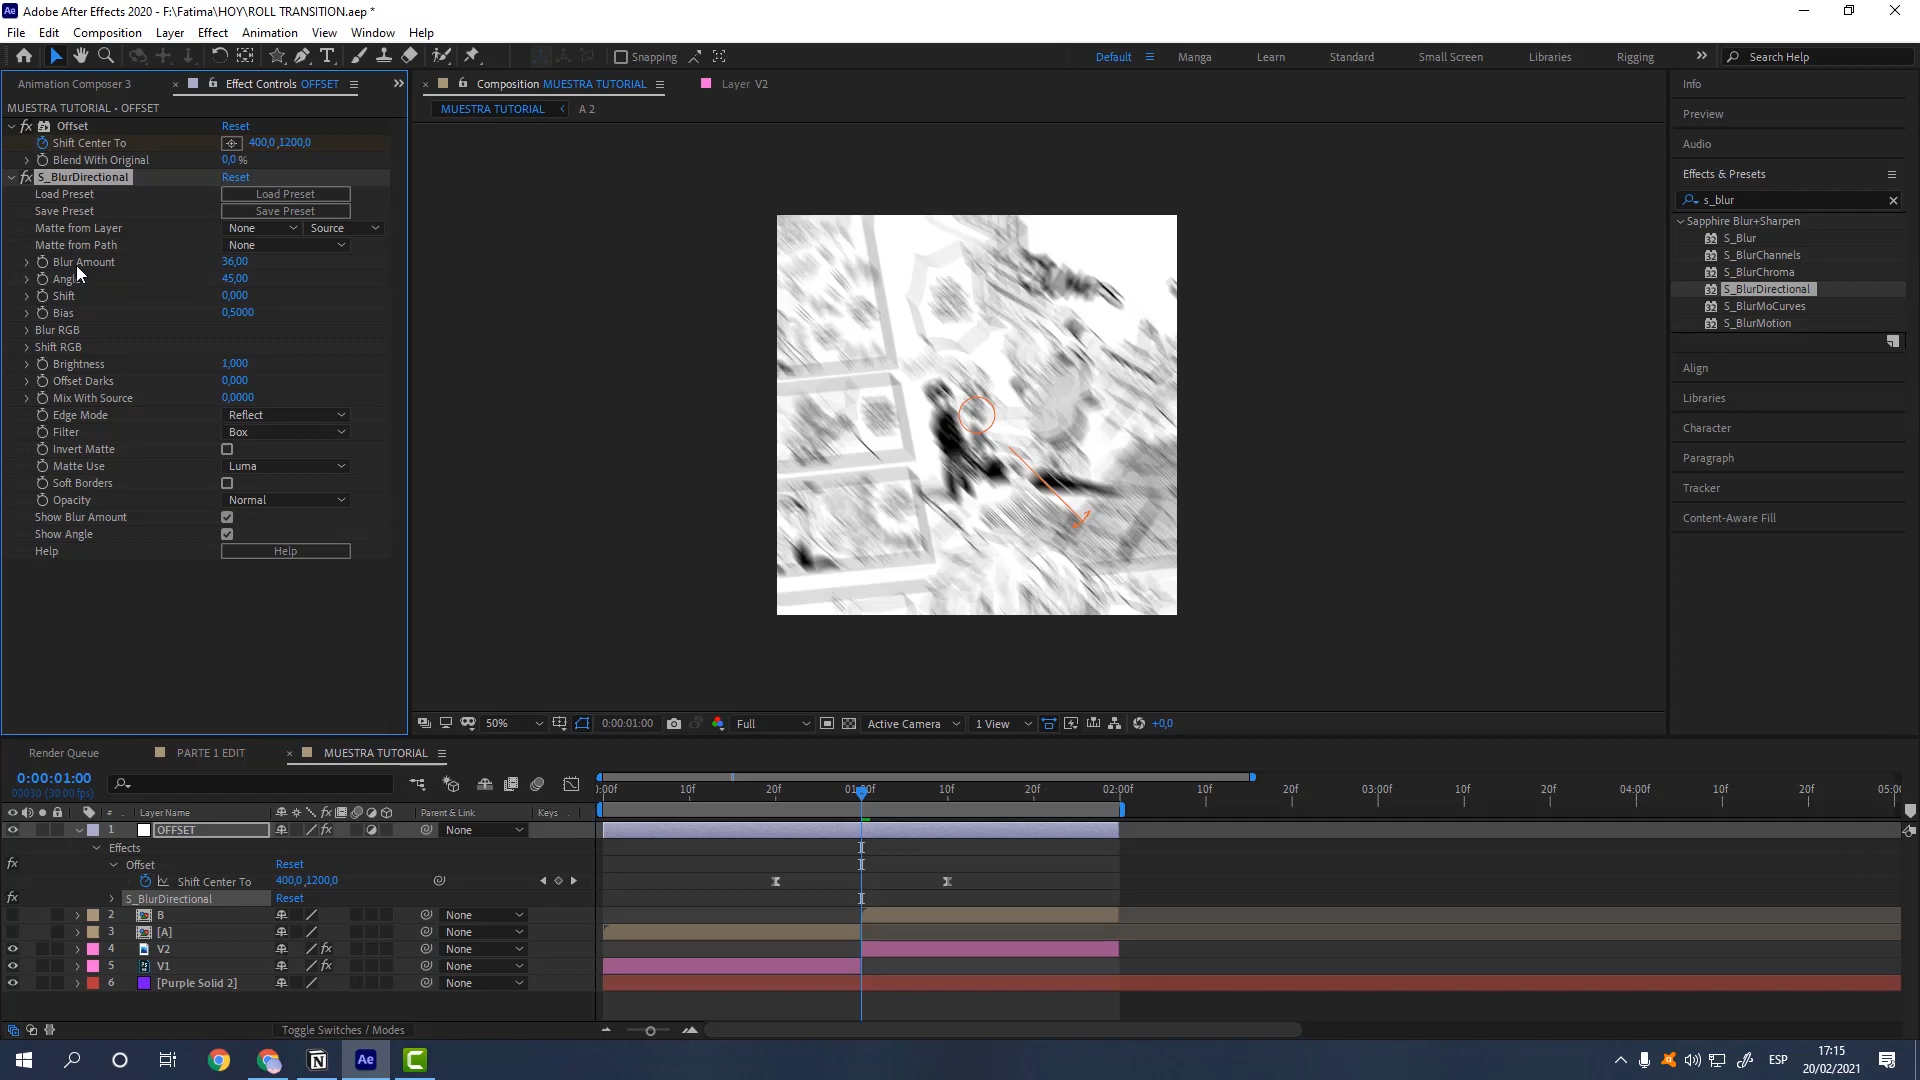 Adobe After Effects 2020 - F:\Fatima\HOY\ROLL TRANSITION.aep *
File Edit Composition Layer Effect Animation View Window Help
Snapping Default Manga Learn Standard Small Screen Libraries Rigging Search Help
Animation Composer 3 Effect Controls OFFSET
Composition MUESTRA TUTORIAL Layer V2
MUESTRA TUTORIAL • OFFSET
MUESTRA TUTORIAL A 2
Offset Reset
Shift Center To 400,0 ,1200,0
Blend With Original 0,0 %
S_BlurDirectional Reset
Load Preset Load Preset
Save Preset Save Preset
Matte from Layer None Source
Matte from Path None
Blur Amount 36,00
Angle 45,00
Shift 0,000
Bias 0,5000
Blur RGB
Shift RGB
Brightness 1,000
Offset Darks 0,000
Mix With Source 0,0000
Edge Mode Reflect
Filter Box
Invert Matte
Matte Use Luma
Soft Borders
Opacity Normal
Show Blur Amount
Show Angle
Help Help
Info
Preview
Audio
Effects & Presets
s_blur
Sapphire Blur+Sharpen
S_Blur
S_BlurChannels
S_BlurChroma
S_BlurDirectional
S_BlurMoCurves
S_BlurMotion
Align
Libraries
Character
Paragraph
Tracker
Content-Aware Fill
50% 0:00:01:00 Full Active Camera 1 View +0,0
Render Queue PARTE 1 EDIT MUESTRA TUTORIAL
0:00:01:00
00030 (30.00 fps)
):00f 10f 20f 01:00f 10f 02:00f 10f 20f 03:00f 10f 20f 04:00f 10f 20f 05:00
# Layer Name Parent & Link Keys
1 OFFSET None
Effects
Offset Reset
Shift Center To 400,0 ,1200,0
S_BlurDirectional Reset
2 B None
3 [A] None
4 V2 None
5 V1 None
6 [Purple Solid 2] None
Toggle Switches / Modes
Ae ESP 17:15
20/02/2021